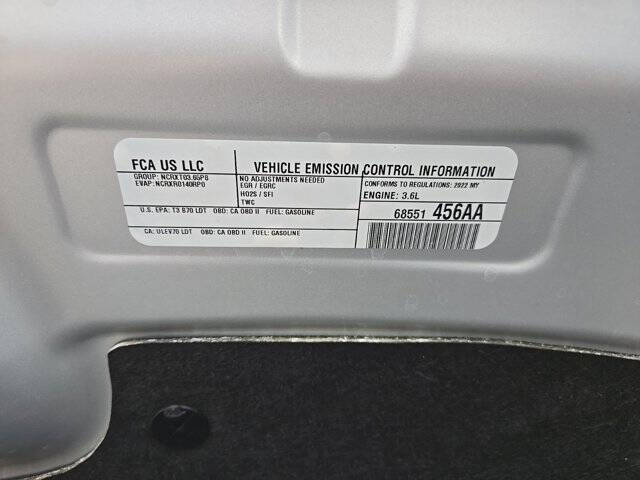 FCA US LLC
GROUP: NCRXT03.65P0
EVAP: NCRXR0140RP0
VEHICLE EMISSION CONTROL INFORMATION
NO ADJUSTMENTS NEEDED
EGR / EGRC
HO2S / SFI
TWC
CONFORMS TO REGULATIONS: 2022 MY
ENGINE: 3.6L
U.S. EPA: T3 B70 LDT OBD: CA OBD II FUEL: GASOLINE
CA: ULEV70 LDT OBD: CA OBD II FUEL: GASOLINE
68551 456AA